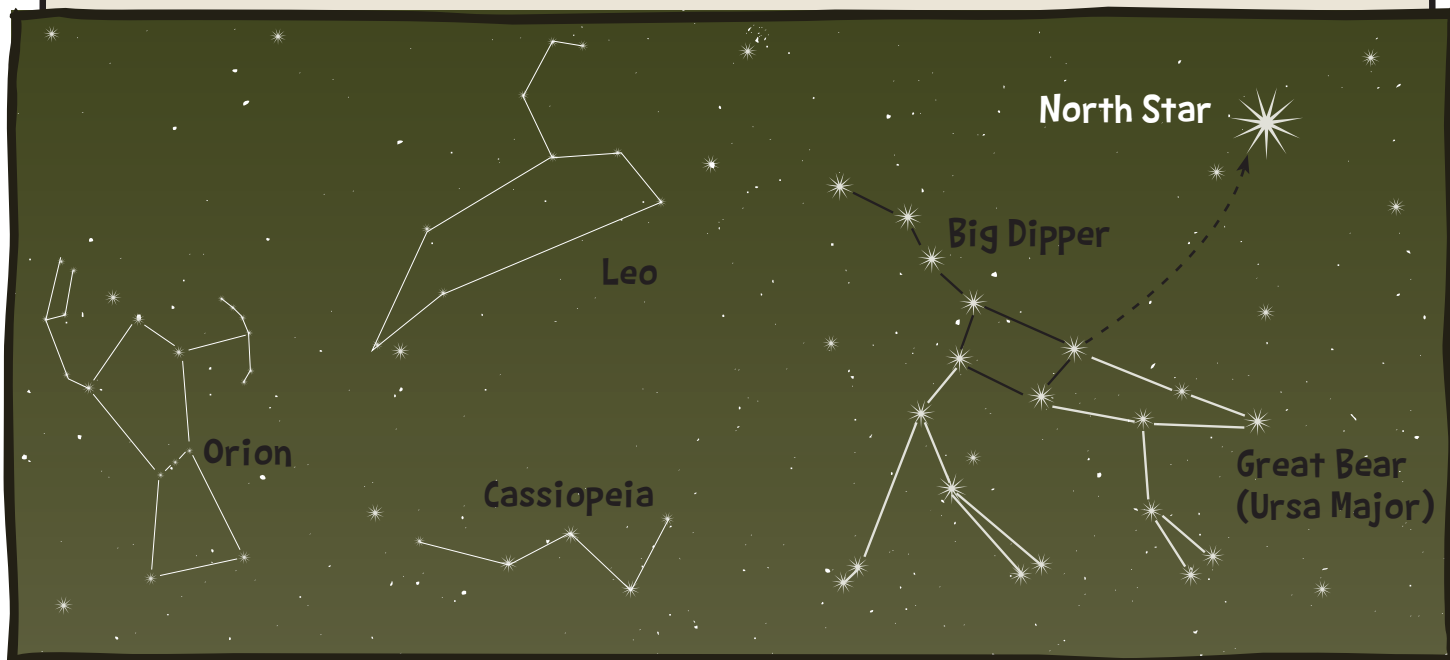 North Star
Big Dipper
Leo
Orion
Cassiopeia
Great Bear
(Ursa Major)